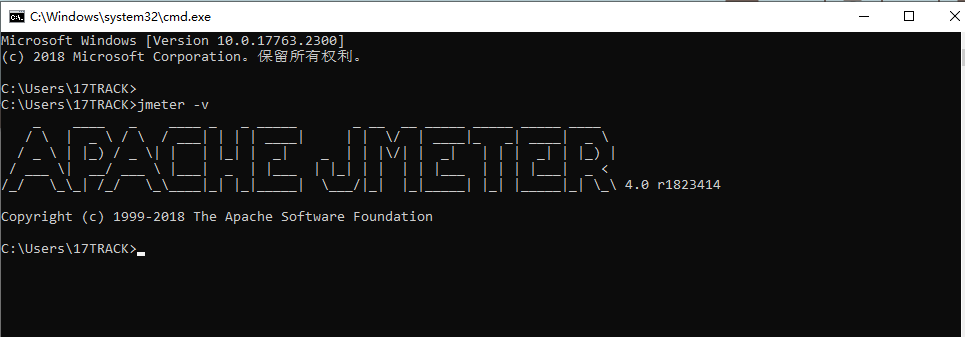 C:\Windows\system32\cmd.exe
Microsoft Windows [Version 10.0.17763.2300]
(c) 2018 Microsoft Corporation。保留所有权利。
C:\Users\17TRACK>
C:\Users\17TRACK>jmeter -v
APACHE JMETER 4.0 r1823414
Copyright (c) 1999-2018 The Apache Software Foundation
C:\Users\17TRACK>